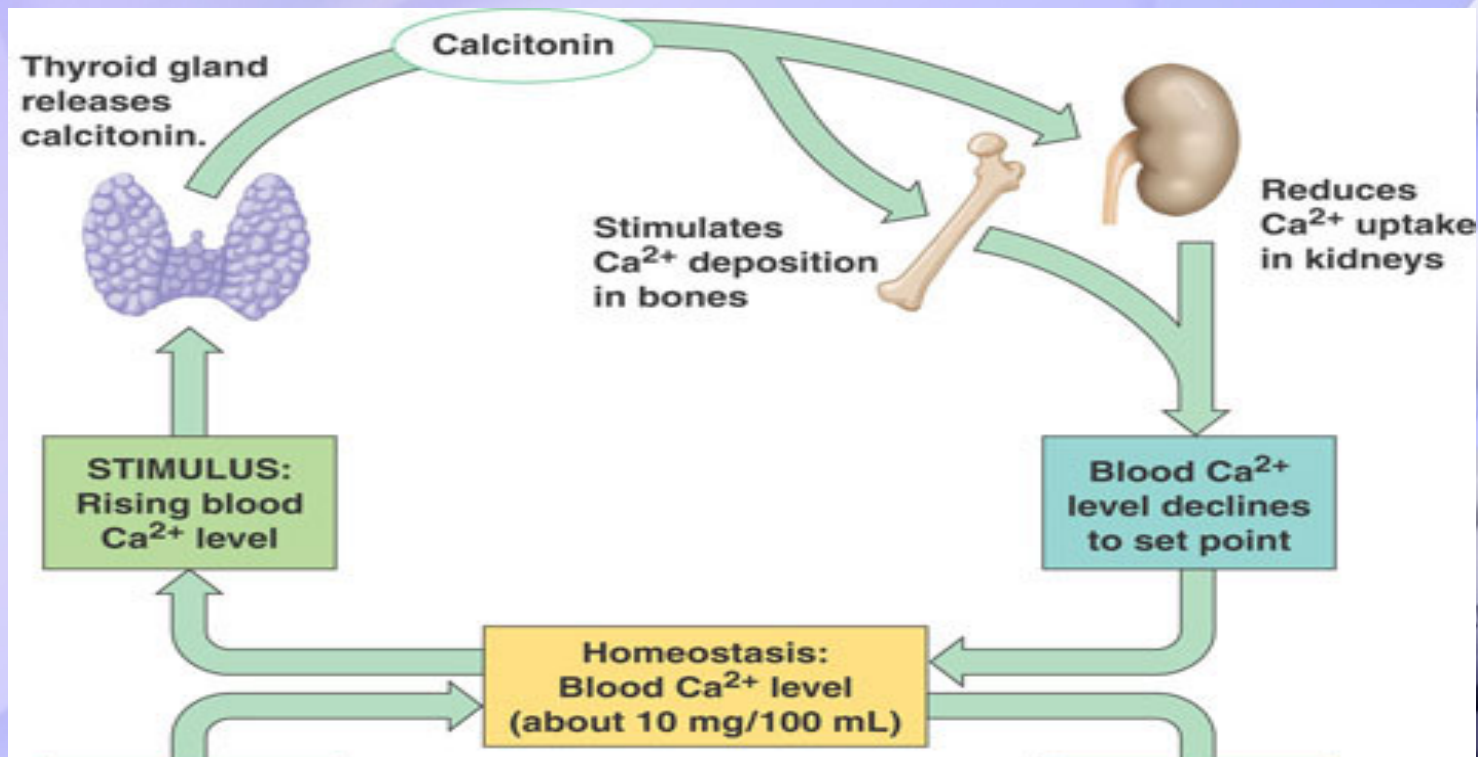 Calcitonin
Thyroid gland
releases
calcitonin.
Stimulates
Ca²⁺ deposition
in bones
Reduces
Ca²⁺ uptake
in kidneys
STIMULUS:
Rising blood
Ca²⁺ level
Blood Ca²⁺
level declines
to set point
Homeostasis:
Blood Ca²⁺ level
(about 10 mg/100 mL)